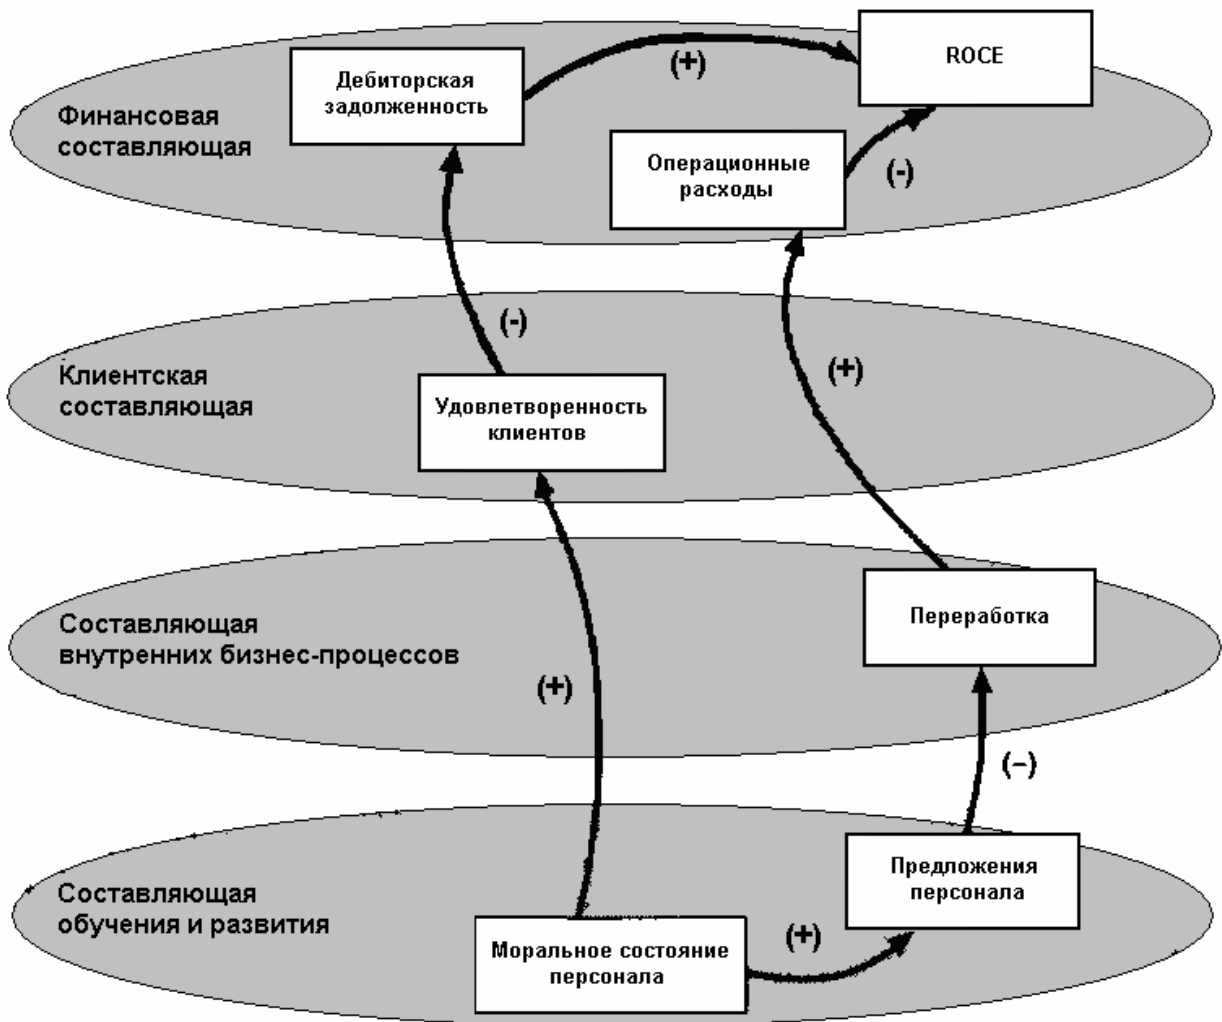 ROCE
Дебиторская
задолженность
(+)
Финансовая
составляющая
Операционные
расходы
(-)
(-)
Клиентская
составляющая
(+)
Удовлетворенность
клиентов
Составляющая
внутренних бизнес-процессов
Переработка
(+)
(–)
Составляющая
обучения и развития
Предложения
персонала
Моральное состояние
персонала
(+)